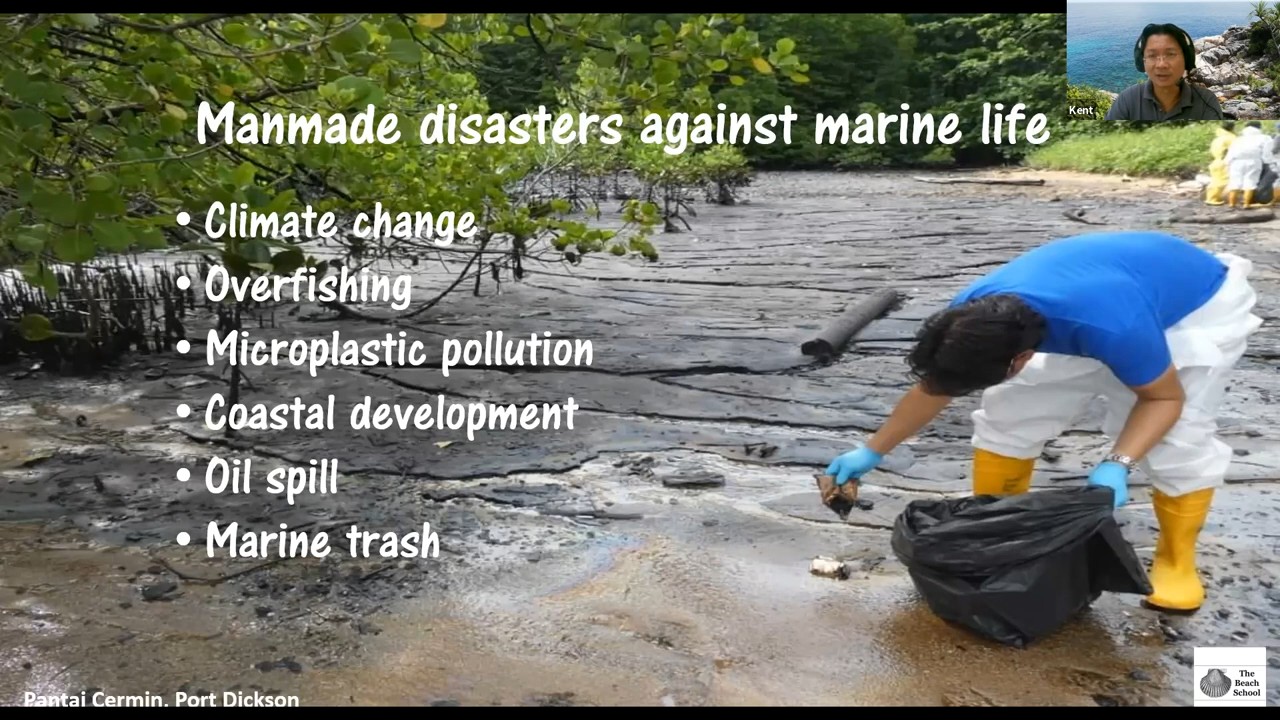 Kent
Manmade disasters against marine life
• Climate change
• Overfishing
• Microplastic pollution
• Coastal development
• Oil spill
• Marine trash
Pantai Cermin, Port Dickson
The
Beach
School